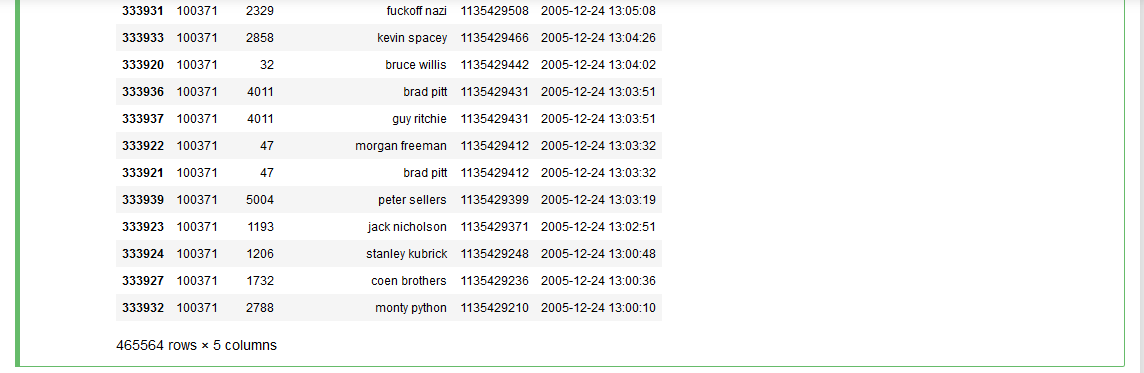 333931 100371 2329 fuckoff nazi 1135429508 2005-12-24 13:05:08
333933 100371 2858 kevin spacey 1135429466 2005-12-24 13:04:26
333920 100371 32 bruce willis 1135429442 2005-12-24 13:04:02
333936 100371 4011 brad pitt 1135429431 2005-12-24 13:03:51
333937 100371 4011 guy ritchie 1135429431 2005-12-24 13:03:51
333922 100371 47 morgan freeman 1135429412 2005-12-24 13:03:32
333921 100371 47 brad pitt 1135429412 2005-12-24 13:03:32
333939 100371 5004 peter sellers 1135429399 2005-12-24 13:03:19
333923 100371 1193 jack nicholson 1135429371 2005-12-24 13:02:51
333924 100371 1206 stanley kubrick 1135429248 2005-12-24 13:00:48
333927 100371 1732 coen brothers 1135429236 2005-12-24 13:00:36
333932 100371 2788 monty python 1135429210 2005-12-24 13:00:10
465564 rows × 5 columns